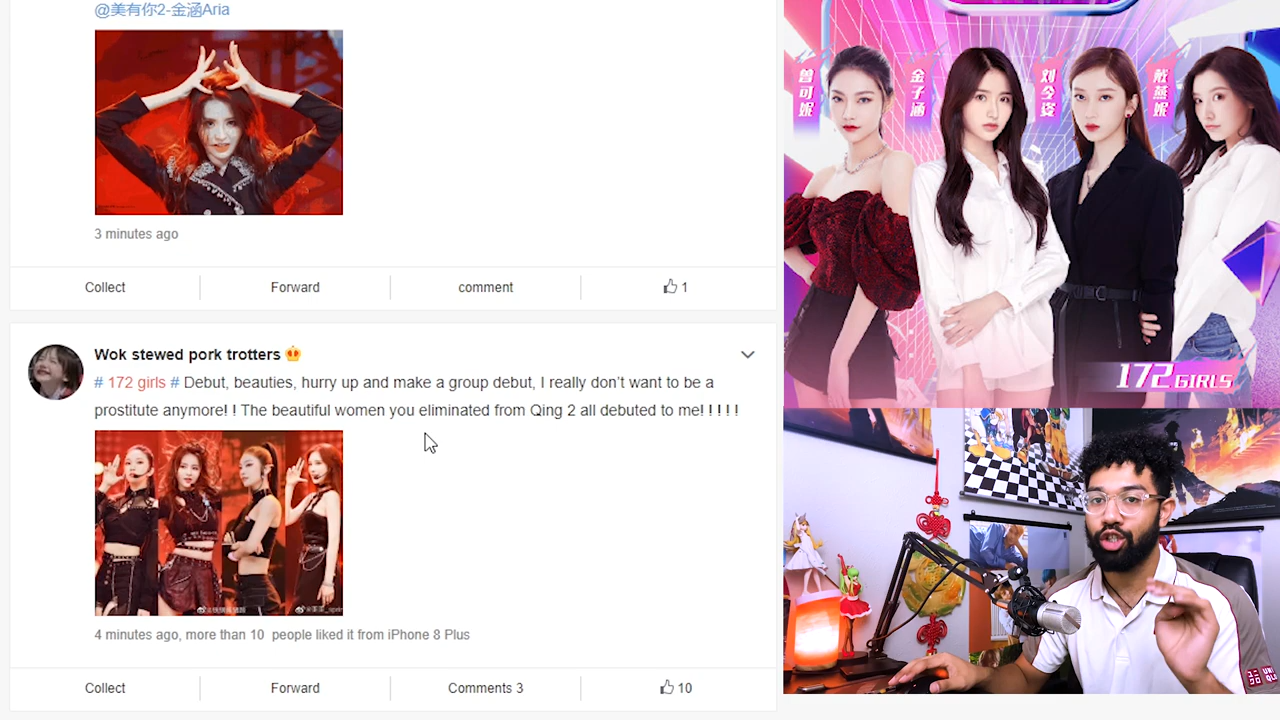 @美有你2-金涵Aria
3 minutes ago
Collect
Forward
comment
1
Wok stewed pork trotters
# 172 girls # Debut, beauties, hurry up and make a group debut, I really don't want to be a
prostitute anymore! ! The beautiful women you eliminated from Qing 2 all debuted to me! ! ! ! !
4 minutes ago, more than 10 people liked it from iPhone 8 Plus
Collect
Forward
Comments 3
10
曾可妮
金子涵
刘令姿
戴燕妮
172 GIRLS
UNI
QLO